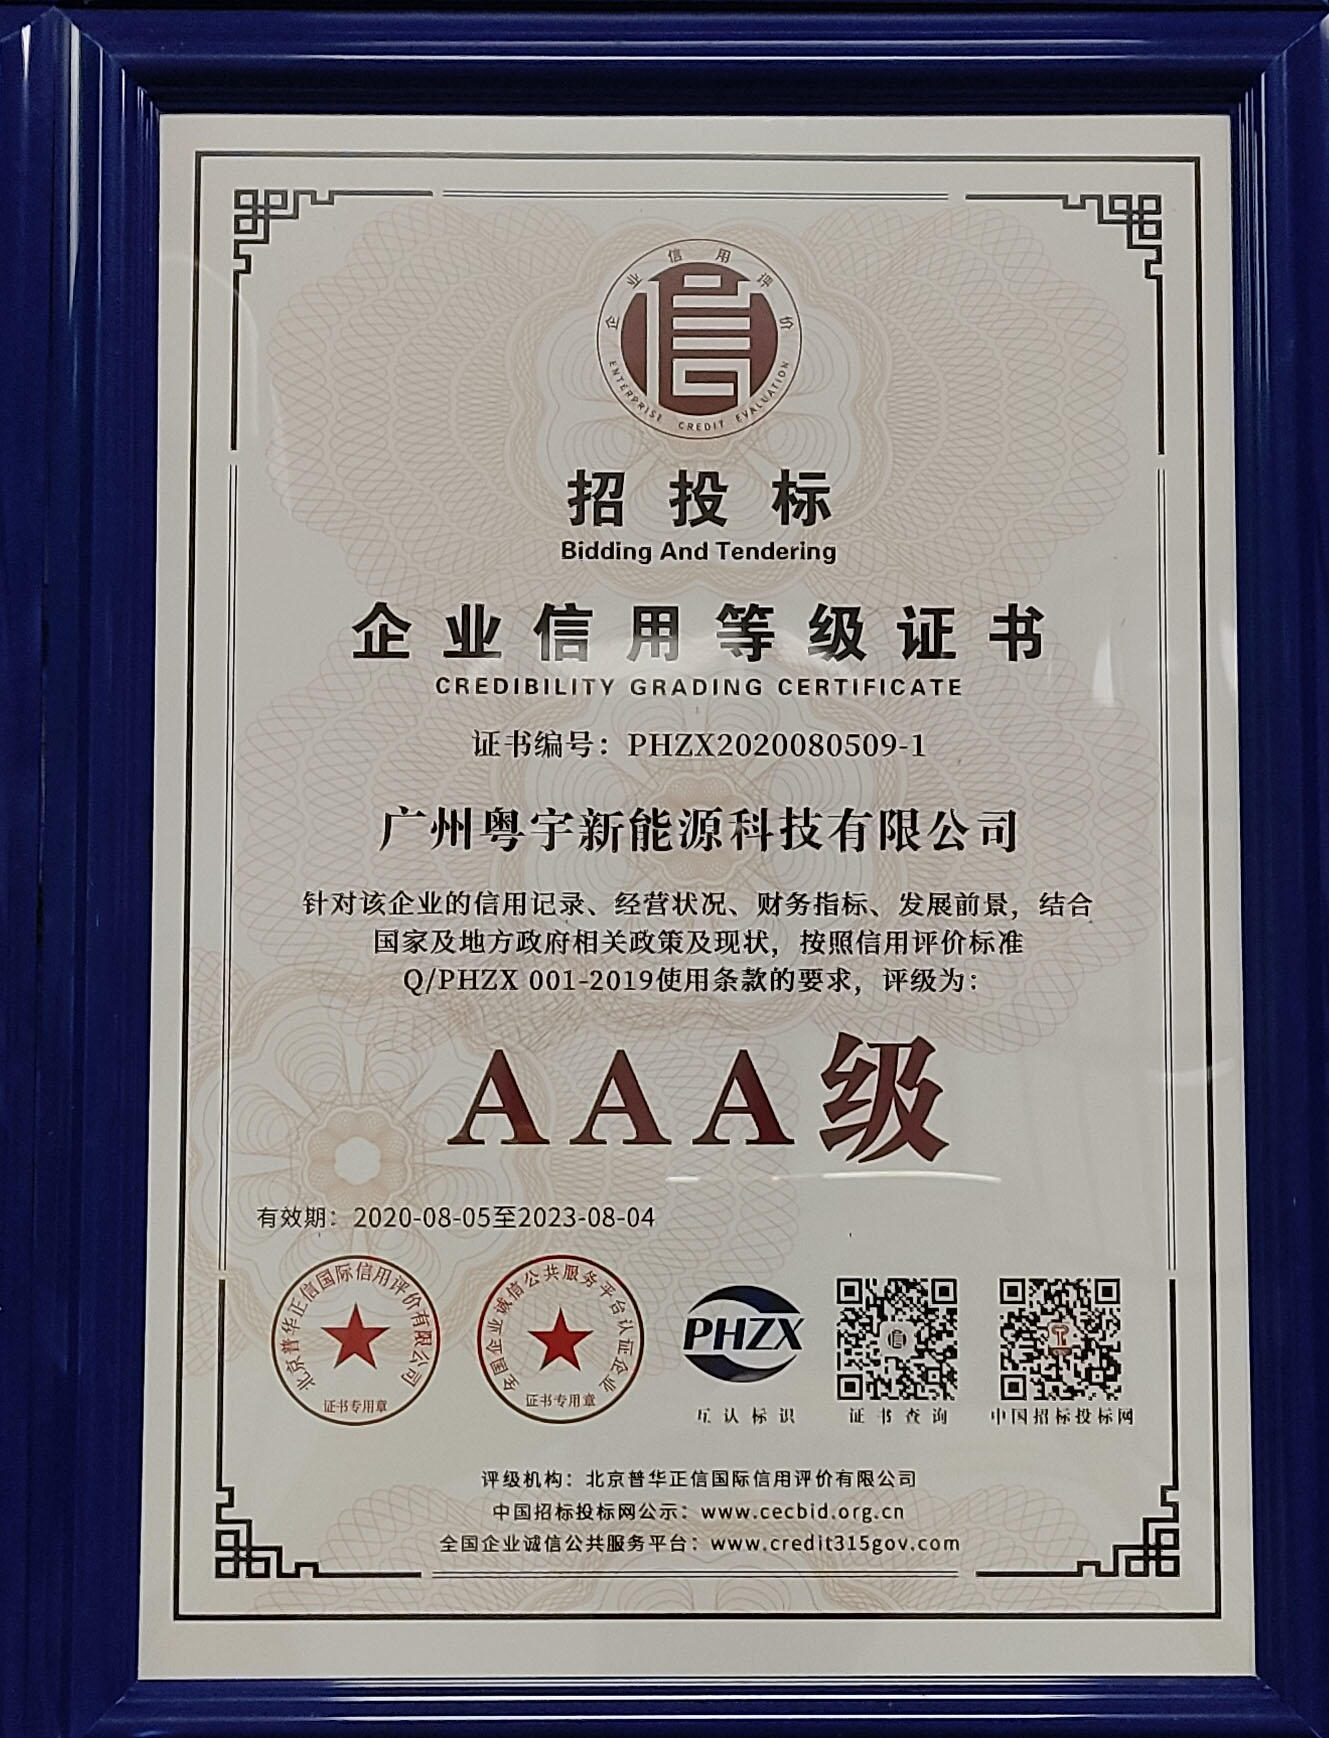 企业信用评价
ENTERPRISE CREDIT EVALUATION
招投标
Bidding And Tendering
企业信用等级证书
CREDIBILITY GRADING CERTIFICATE
证书编号：PHZX2020080509-1
广州粤宇新能源科技有限公司
针对该企业的信用记录、经营状况、财务指标、发展前景，结合
国家及地方政府相关政策及现状，按照信用评价标准
Q/PHZX 001-2019使用条款的要求，评级为：
AAA级
有效期：2020-08-05至2023-08-04
北京普华正信国际信用评价有限公司
证书专用章
全国企业诚信公共服务平台认证企业
证书专用章
PHZX
互认标识
信
证书查询
中国招标投标网
评级机构：北京普华正信国际信用评价有限公司
中国招标投标网公示：www.cecbid.org.cn
全国企业诚信公共服务平台：www.credit315gov.com